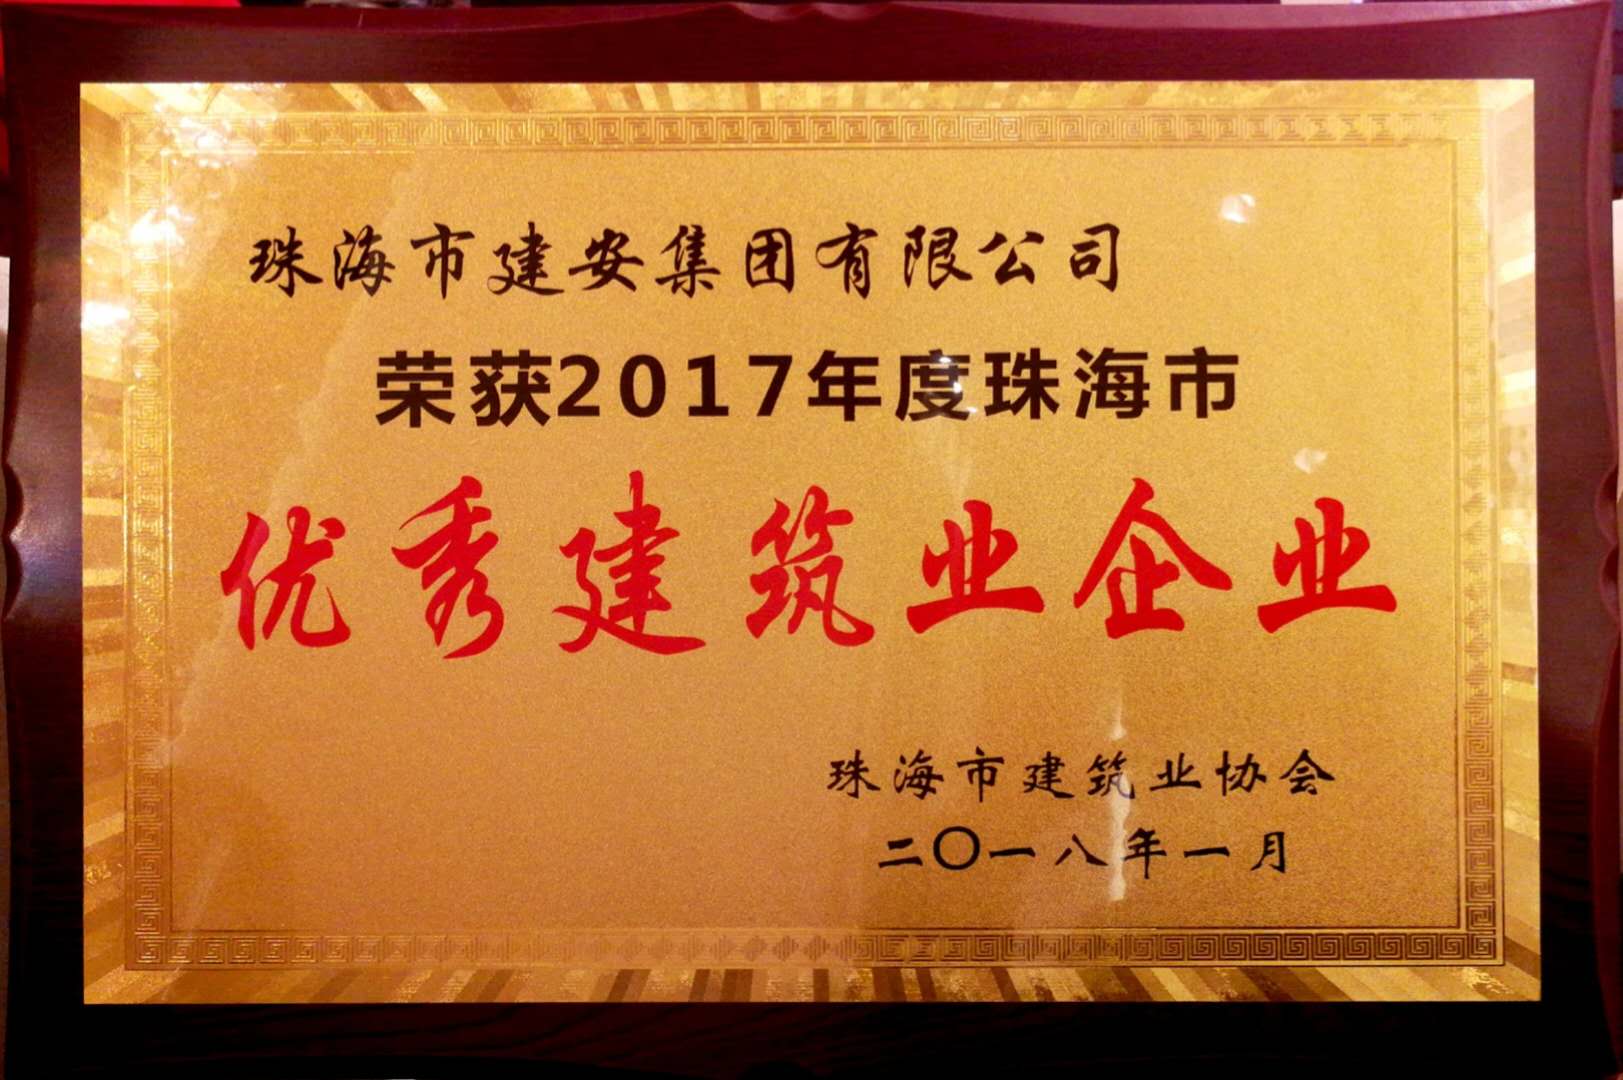 珠海市建安集团有限公司
荣获2017年度珠海市
优秀建筑业企业
珠海市建筑业协会
二〇一八年一月